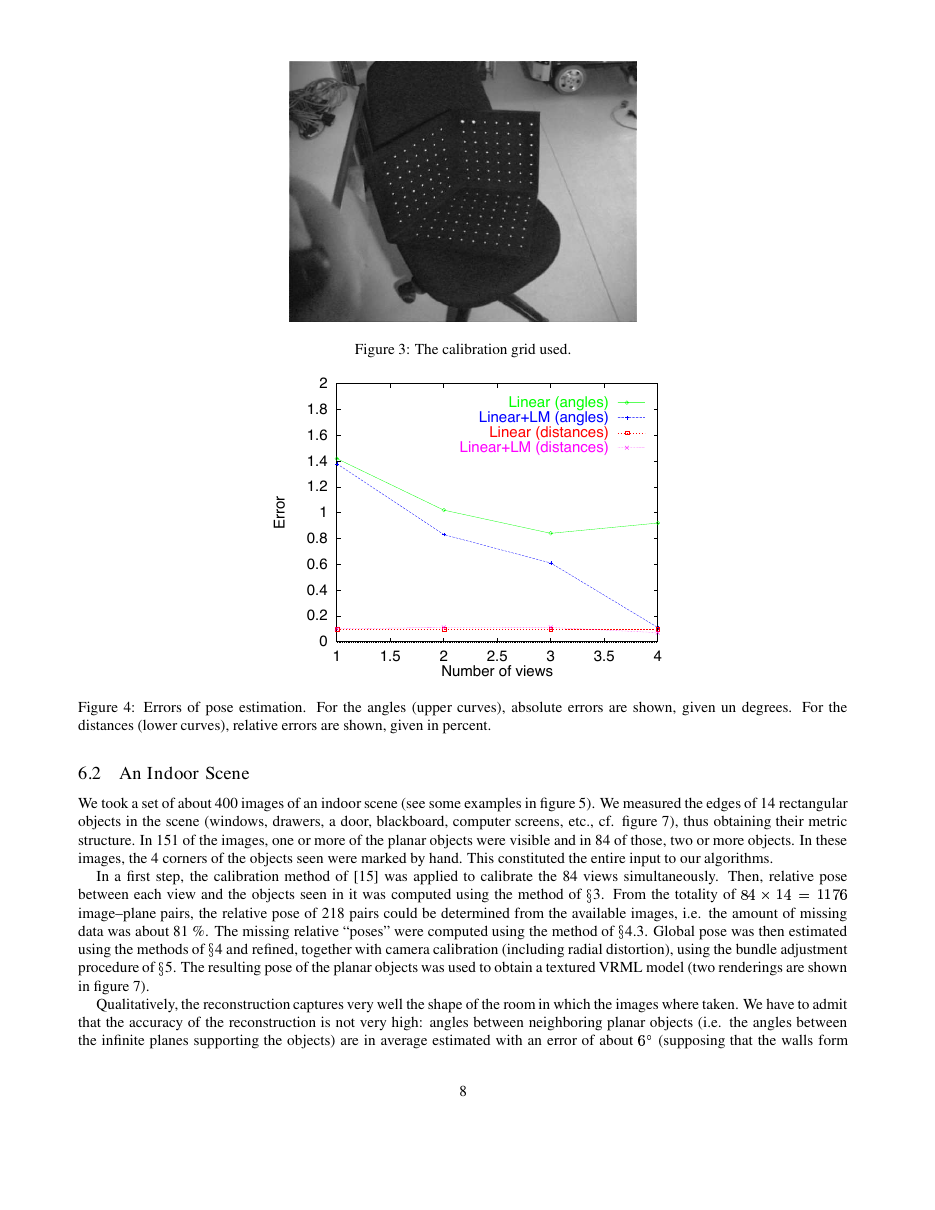 Figure 3: The calibration grid used.
2
1.8
1.6
1.4
1.2
1
0.8
0.6
0.4
0.2
0
Error
Linear (angles)
Linear+LM (angles)
Linear (distances)
Linear+LM (distances)
1 1.5 2 2.5 3 3.5 4
Number of views
Figure 4: Errors of pose estimation. For the angles (upper curves), absolute errors are shown, given un degrees. For the
distances (lower curves), relative errors are shown, given in percent.
6.2 An Indoor Scene
We took a set of about 400 images of an indoor scene (see some examples in figure 5). We measured the edges of 14 rectangular
objects in the scene (windows, drawers, a door, blackboard, computer screens, etc., cf. figure 7), thus obtaining their metric
structure. In 151 of the images, one or more of the planar objects were visible and in 84 of those, two or more objects. In these
images, the 4 corners of the objects seen were marked by hand. This constituted the entire input to our algorithms.
In a first step, the calibration method of [15] was applied to calibrate the 84 views simultaneously. Then, relative pose
between each view and the objects seen in it was computed using the method of §3. From the totality of 84 × 14 = 1176
image–plane pairs, the relative pose of 218 pairs could be determined from the available images, i.e. the amount of missing
data was about 81 %. The missing relative “poses” were computed using the method of §4.3. Global pose was then estimated
using the methods of §4 and refined, together with camera calibration (including radial distortion), using the bundle adjustment
procedure of §5. The resulting pose of the planar objects was used to obtain a textured VRML model (two renderings are shown
in figure 7).
Qualitatively, the reconstruction captures very well the shape of the room in which the images where taken. We have to admit
that the accuracy of the reconstruction is not very high: angles between neighboring planar objects (i.e. the angles between
the infinite planes supporting the objects) are in average estimated with an error of about 6° (supposing that the walls form
8